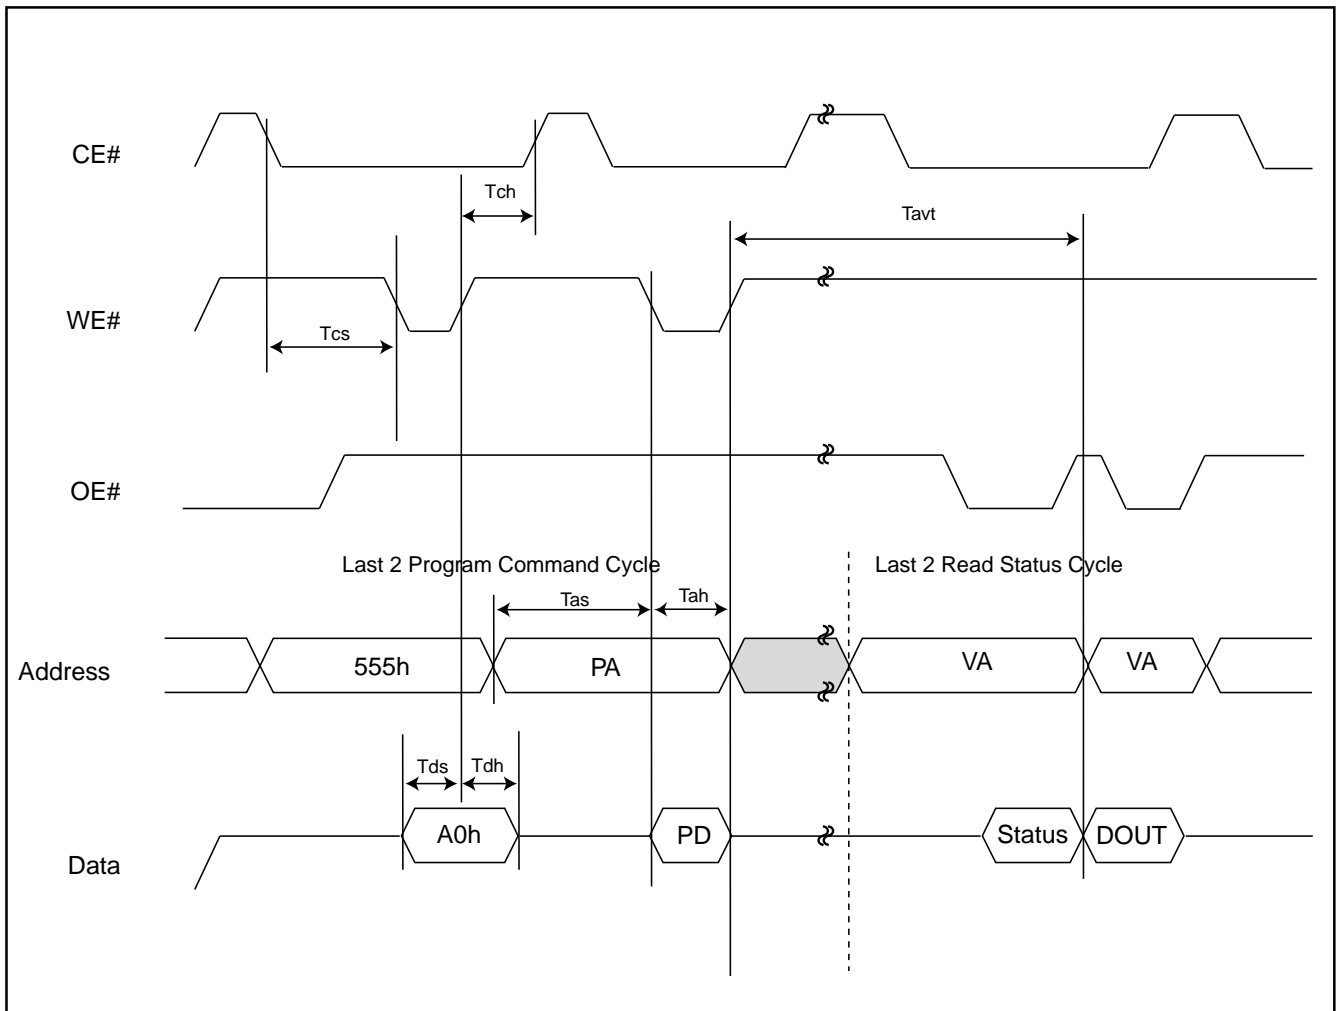 CE#
Tch
Tavt
WE#
Tcs
OE#
Last 2 Program Command Cycle
Last 2 Read Status Cycle
Tas
Tah
Address
555h
PA
VA
VA
Tds
Tdh
Data
A0h
PD
Status
DOUT